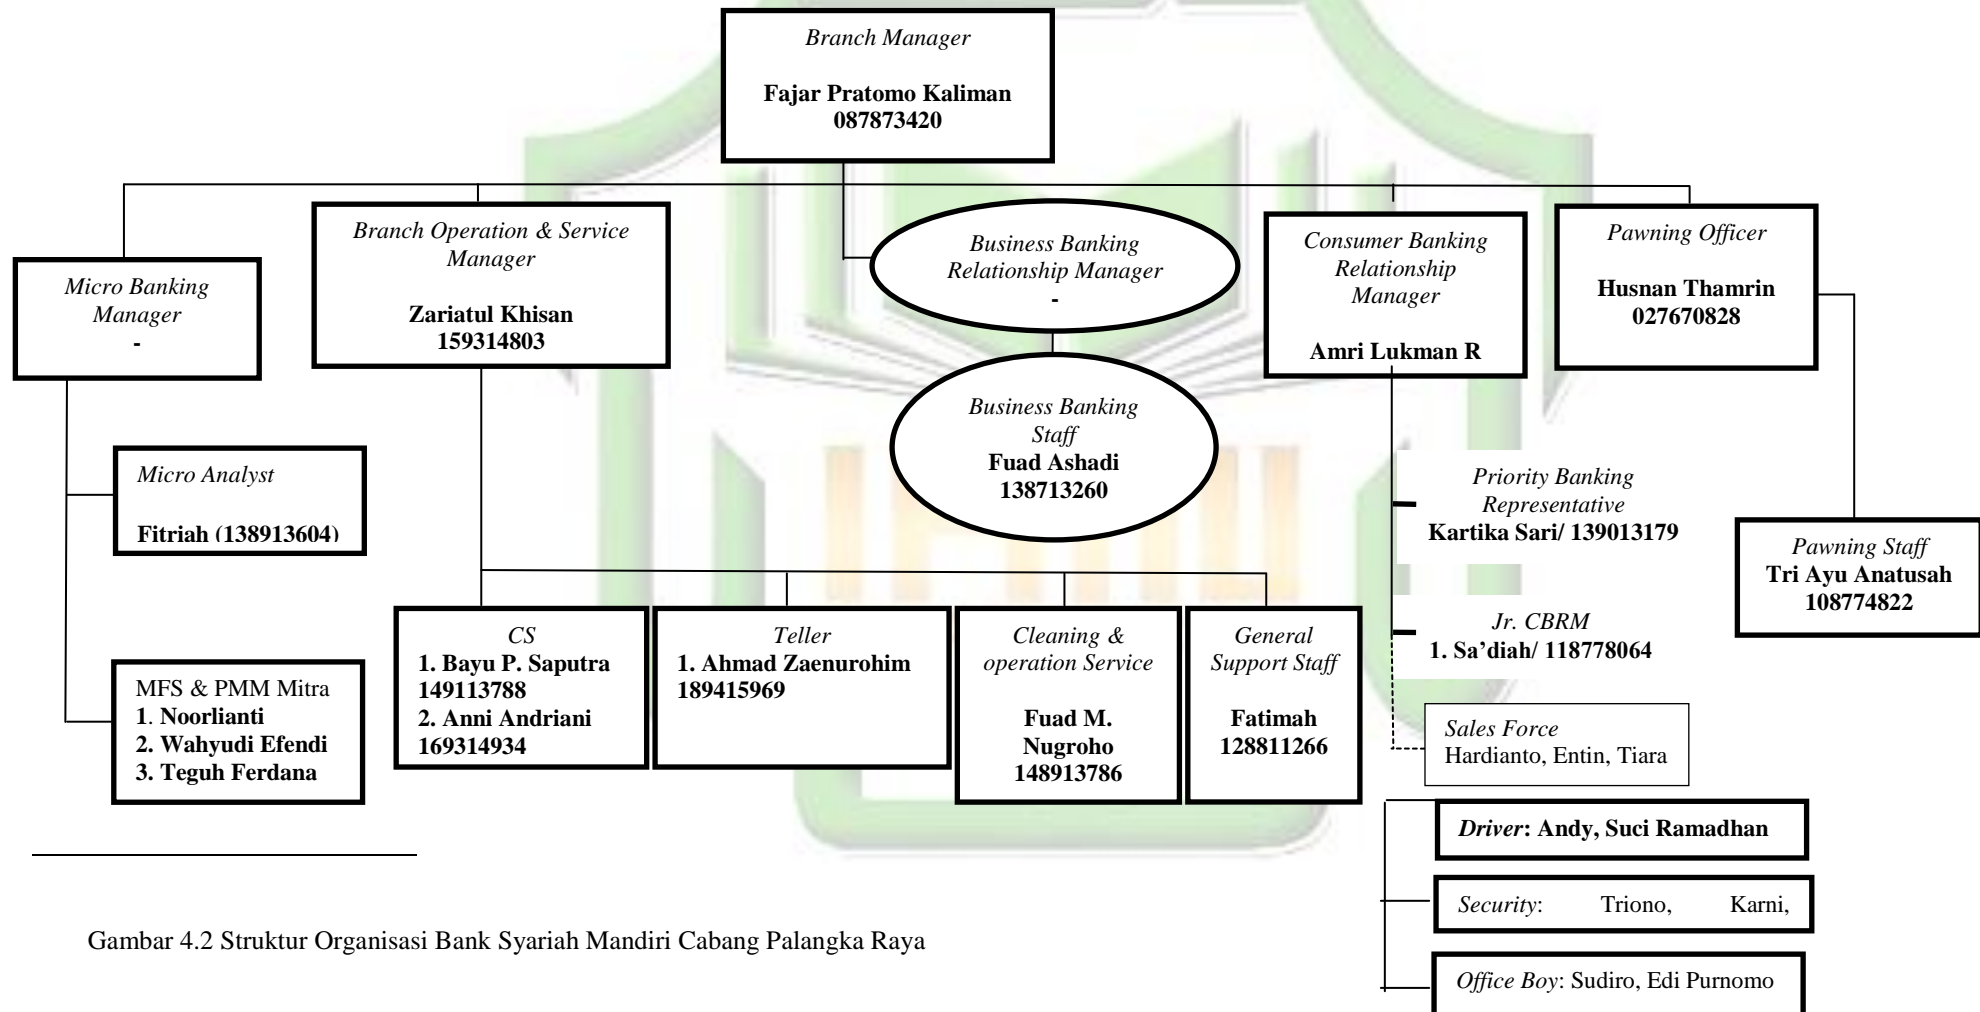 Branch Manager
Fajar Pratomo Kaliman
087873420
Micro Banking
Manager
-
Branch Operation & Service
Manager
Zariatul Khisan
159314803
Business Banking
Relationship Manager
-
Consumer Banking
Relationship
Manager
Amri Lukman R
Pawning Officer
Husnan Thamrin
027670828
Business Banking
Staff
Fuad Ashadi
138713260
Micro Analyst
Fitriah (138913604)
Priority Banking
Representative
Kartika Sari/ 139013179
Pawning Staff
Tri Ayu Anatusah
108774822
MFS & PMM Mitra
1. Noorlianti
2. Wahyudi Efendi
3. Teguh Ferdana
CS
1. Bayu P. Saputra
149113788
2. Anni Andriani
169314934
Teller
1. Ahmad Zaenurohim
189415969
Cleaning &
operation Service
Fuad M.
Nugroho
148913786
General
Support Staff
Fatimah
128811266
Jr. CBRM
1. Sa’diah/ 118778064
Sales Force
Hardianto, Entin, Tiara
Driver: Andy, Suci Ramadhan
Security: Triono, Karni,
Office Boy: Sudiro, Edi Purnomo
Gambar 4.2 Struktur Organisasi Bank Syariah Mandiri Cabang Palangka Raya